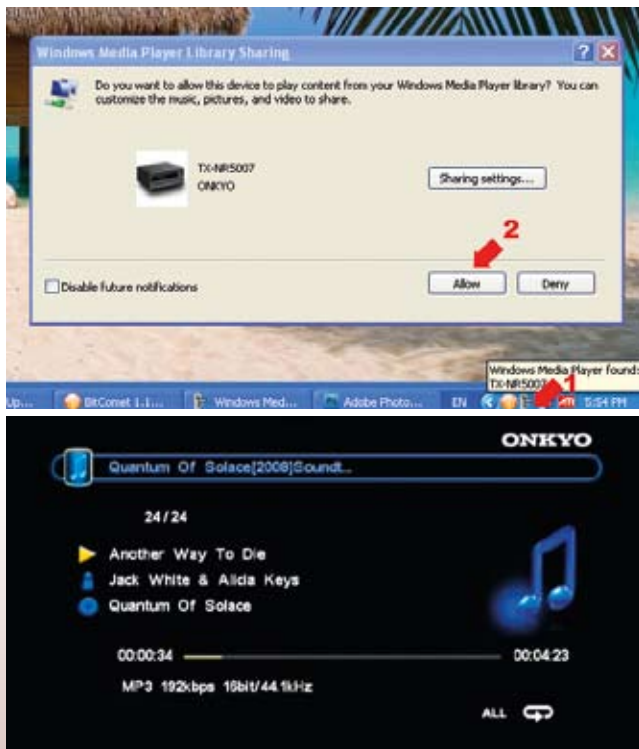 Windows Media Player Library Sharing
Do you want to allow this device to play content from your Windows Media Player library? You can
customize the music, pictures, and video to share.
TX-NR5007
ONKYO
Sharing settings...
2
Disable future notifications
Allow
Deny
Windows Media Player found:
TX-NR5007
1
Up...
BitComet 1.1...
Windows Med...
Adobe Photo...
EN
5:54 PM
ONKYO
Quantum Of Solace[2008]Sound...
24/24
Another Way To Die
Jack White & Alicia Keys
Quantum Of Solace
00:00:34
00:04:23
MP3 192kbps 16bit/44.1kHz
ALL